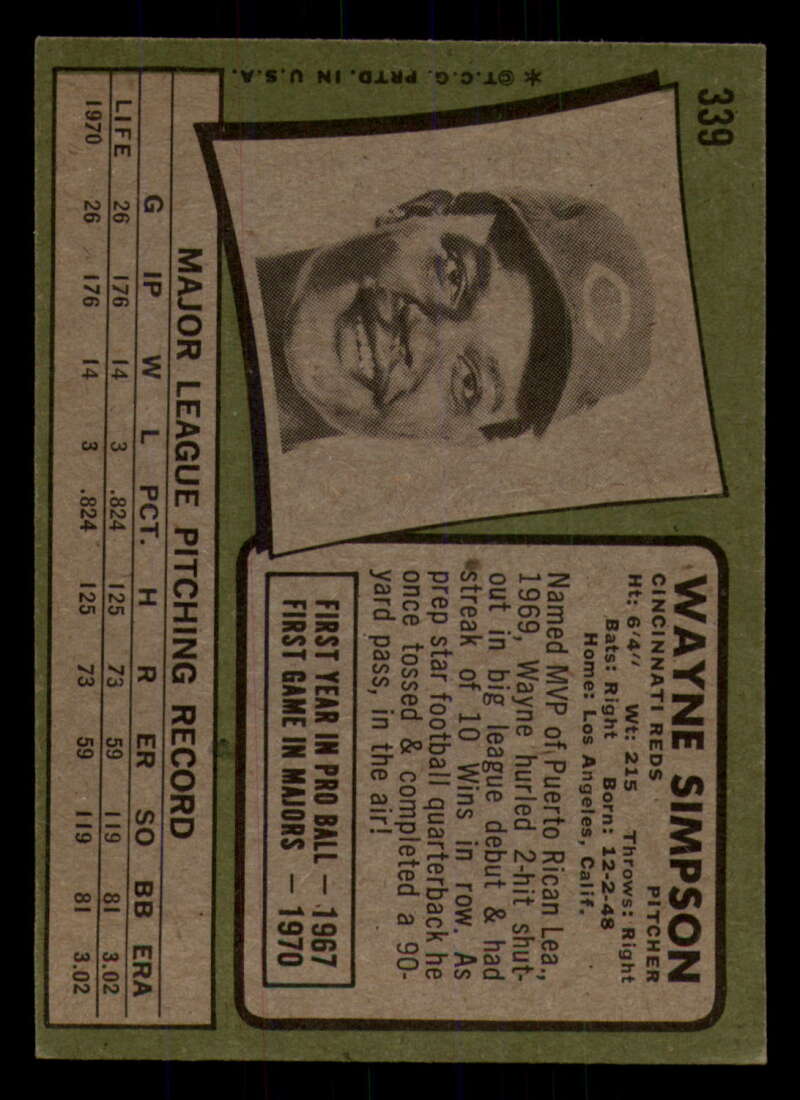 339
*©T.C.G. PRTD. IN U.S.A.
WAYNE SIMPSON
CINCINNATI REDS PITCHER
Ht: 6'4" Wt: 215 Throws: Right
Bats: Right Born: 12-2-48
Home: Los Angeles, Calif.
Named MVP of Puerto Rican Lea.,
1969, Wayne hurled 2-hit shut-
out in big league debut & had
streak of 10 Wins in row. As
prep star football quarterback he
once tossed & completed a 90-
yard pass, in the air!
FIRST YEAR IN PRO BALL — 1967
FIRST GAME IN MAJORS — 1970
C
MAJOR LEAGUE PITCHING RECORD
G IP W L PCT. H R ER SO BB ERA
LIFE 26 176 14 3 .824 125 73 59 119 81 3.02
1970 26 176 14 3 .824 125 73 59 119 81 3.02